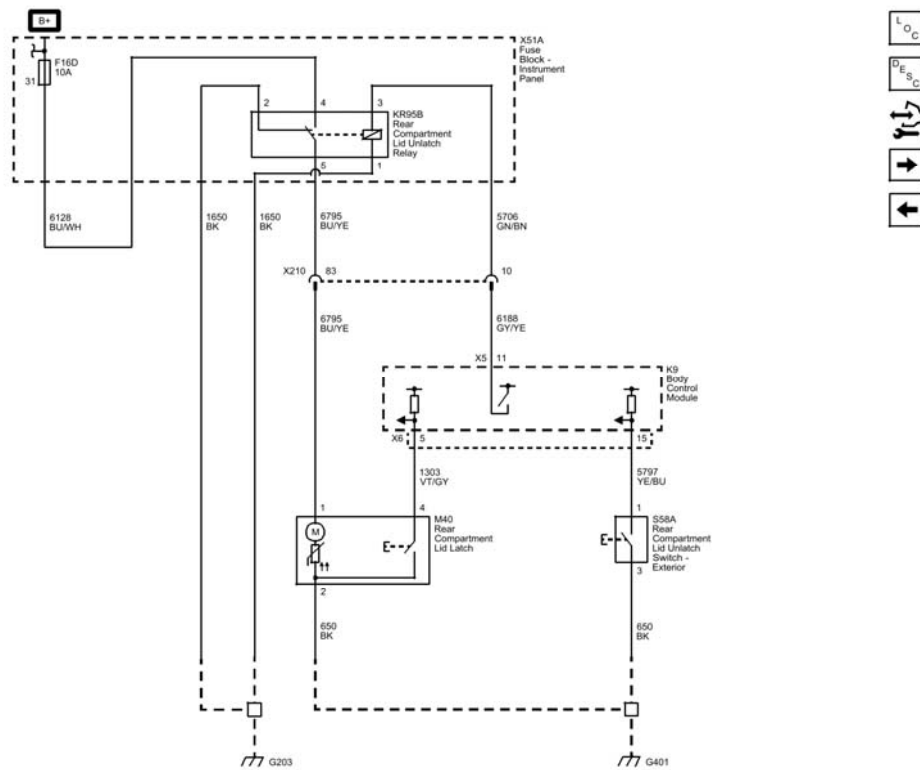 B+
X51A
Fuse
Block -
Instrument
Panel
F16D
10A
31
2
4
3
KR95B
Rear
Compartment
Lid Unlatch
Relay
5
1
6128
BU/WH
1650
BK
1650
BK
6795
BU/YE
5706
GN/BN
X210
83
10
6795
BU/YE
6188
GY/YE
X5
11
K9
Body
Control
Module
X6
5
15
1303
VT/GY
5797
YE/BU
1
4
M40
Rear
Compartment
Lid Latch
M
2
1
S58A
Rear
Compartment
Lid Unlatch
Switch -
Exterior
3
650
BK
650
BK
G203
G401
LOC
DESC